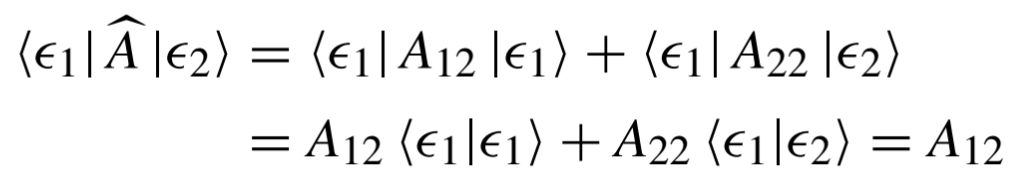 ⟨ϵ₁| Â |ϵ₂⟩ = ⟨ϵ₁| A₁₂ |ϵ₁⟩ + ⟨ϵ₁| A₂₂ |ϵ₂⟩
= A₁₂ ⟨ϵ₁|ϵ₁⟩ + A₂₂ ⟨ϵ₁|ϵ₂⟩ = A₁₂